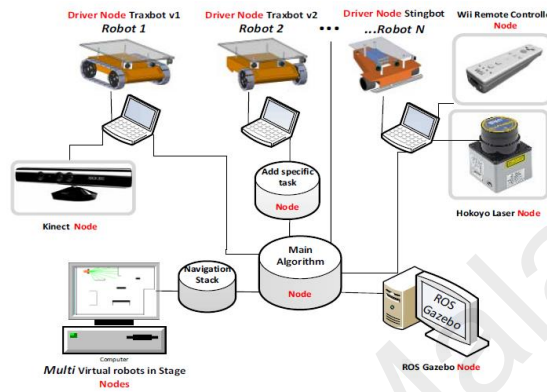 Driver Node Traxbot v1
Robot 1
Driver Node Traxbot v2
Robot 2
Driver Node Stingbot
...Robot N
Wii Remote Controller
Node
Kinect Node
Add specific
task
Node
Hokoyo Laser Node
Main
Algorithm
Node
Navigation
Stack
ROS
Gazebo
Computer
Multi Virtual robots in Stage
Nodes
ROS Gazebo Node
Mala